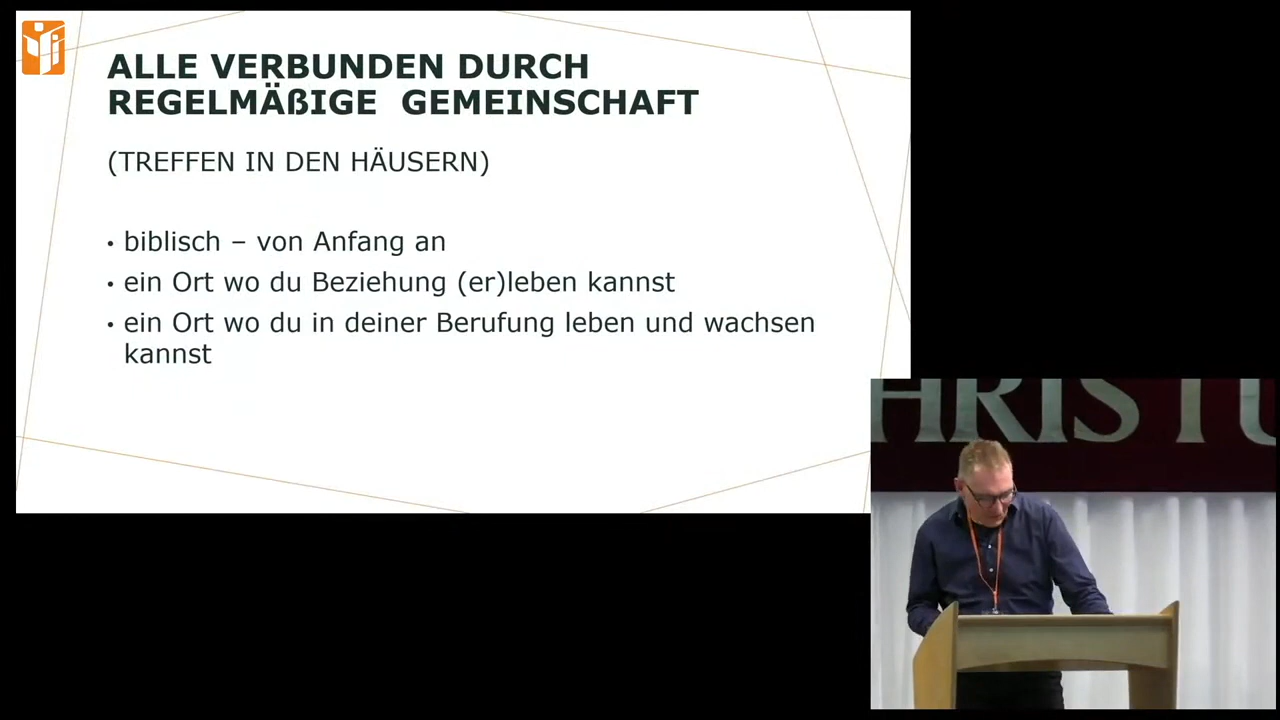 ALLE VERBUNDEN DURCH
REGELMÄßIGE GEMEINSCHAFT
(TREFFEN IN DEN HÄUSERN)
• biblisch – von Anfang an
• ein Ort wo du Beziehung (er)leben kannst
• ein Ort wo du in deiner Berufung leben und wachsen
kannst
HRISTU